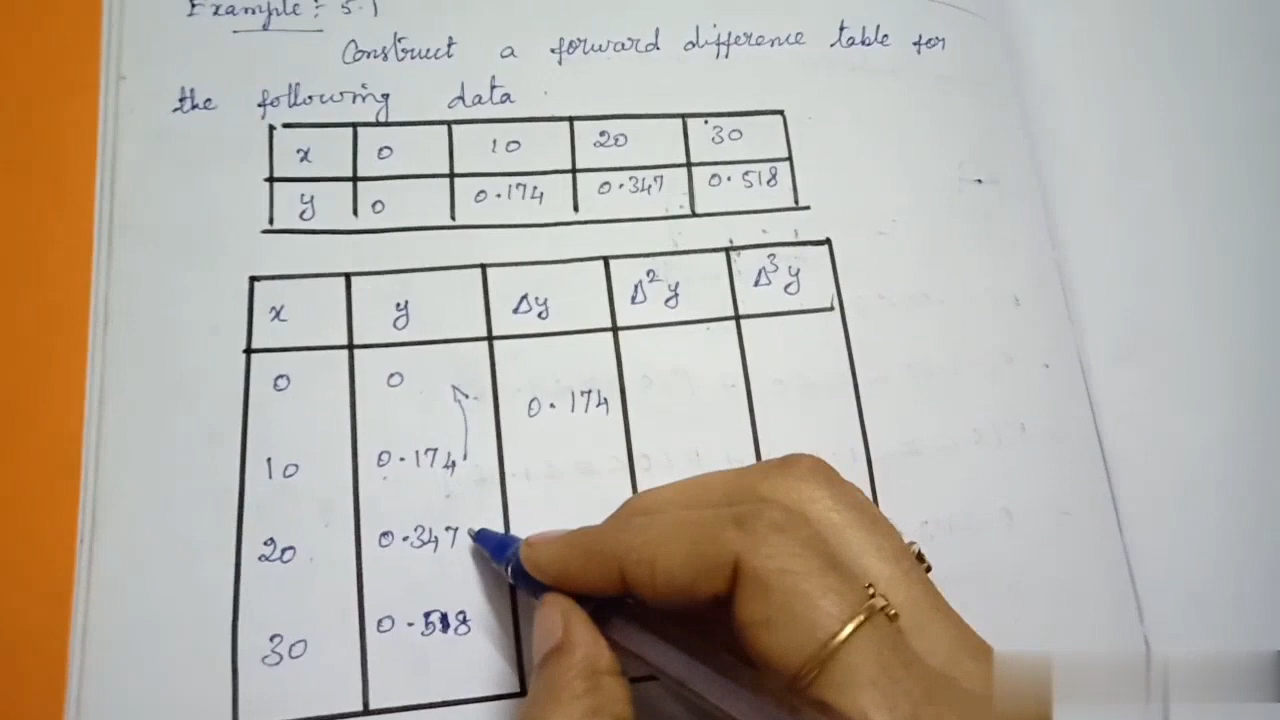 Example :- 5.1
Construct a forward difference table for
the following data
x 0 10 20 30
y 0 0.174 0.347 0.518
x y Δy Δ²y Δ³y
0 0
0.174
10 0.174
20 0.347
30 0.518